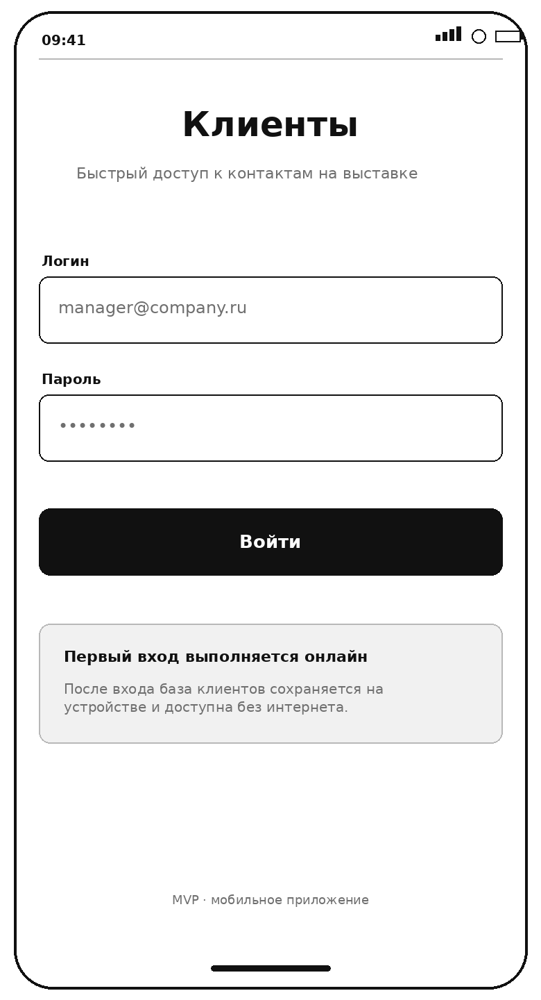 09:41
Клиенты
Быстрый доступ к контактам на выставке
Логин
manager@company.ru
Пароль
••••••••
Войти
Первый вход выполняется онлайн
После входа база клиентов сохраняется на
устройстве и доступна без интернета.
MVP · мобильное приложение